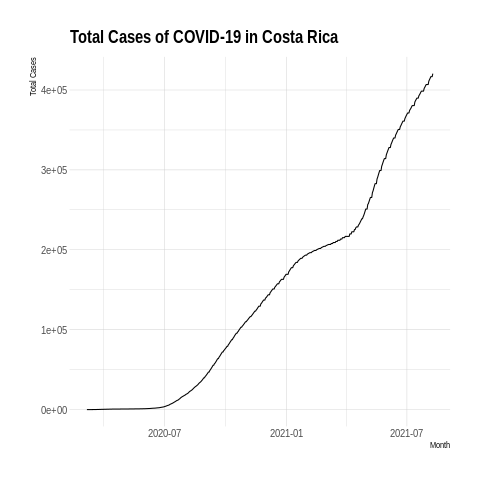 Total Cases of COVID-19 in Costa Rica
Total Cases
4e+05
3e+05
2e+05
1e+05
0e+00
2020-07
2021-01
2021-07
Month